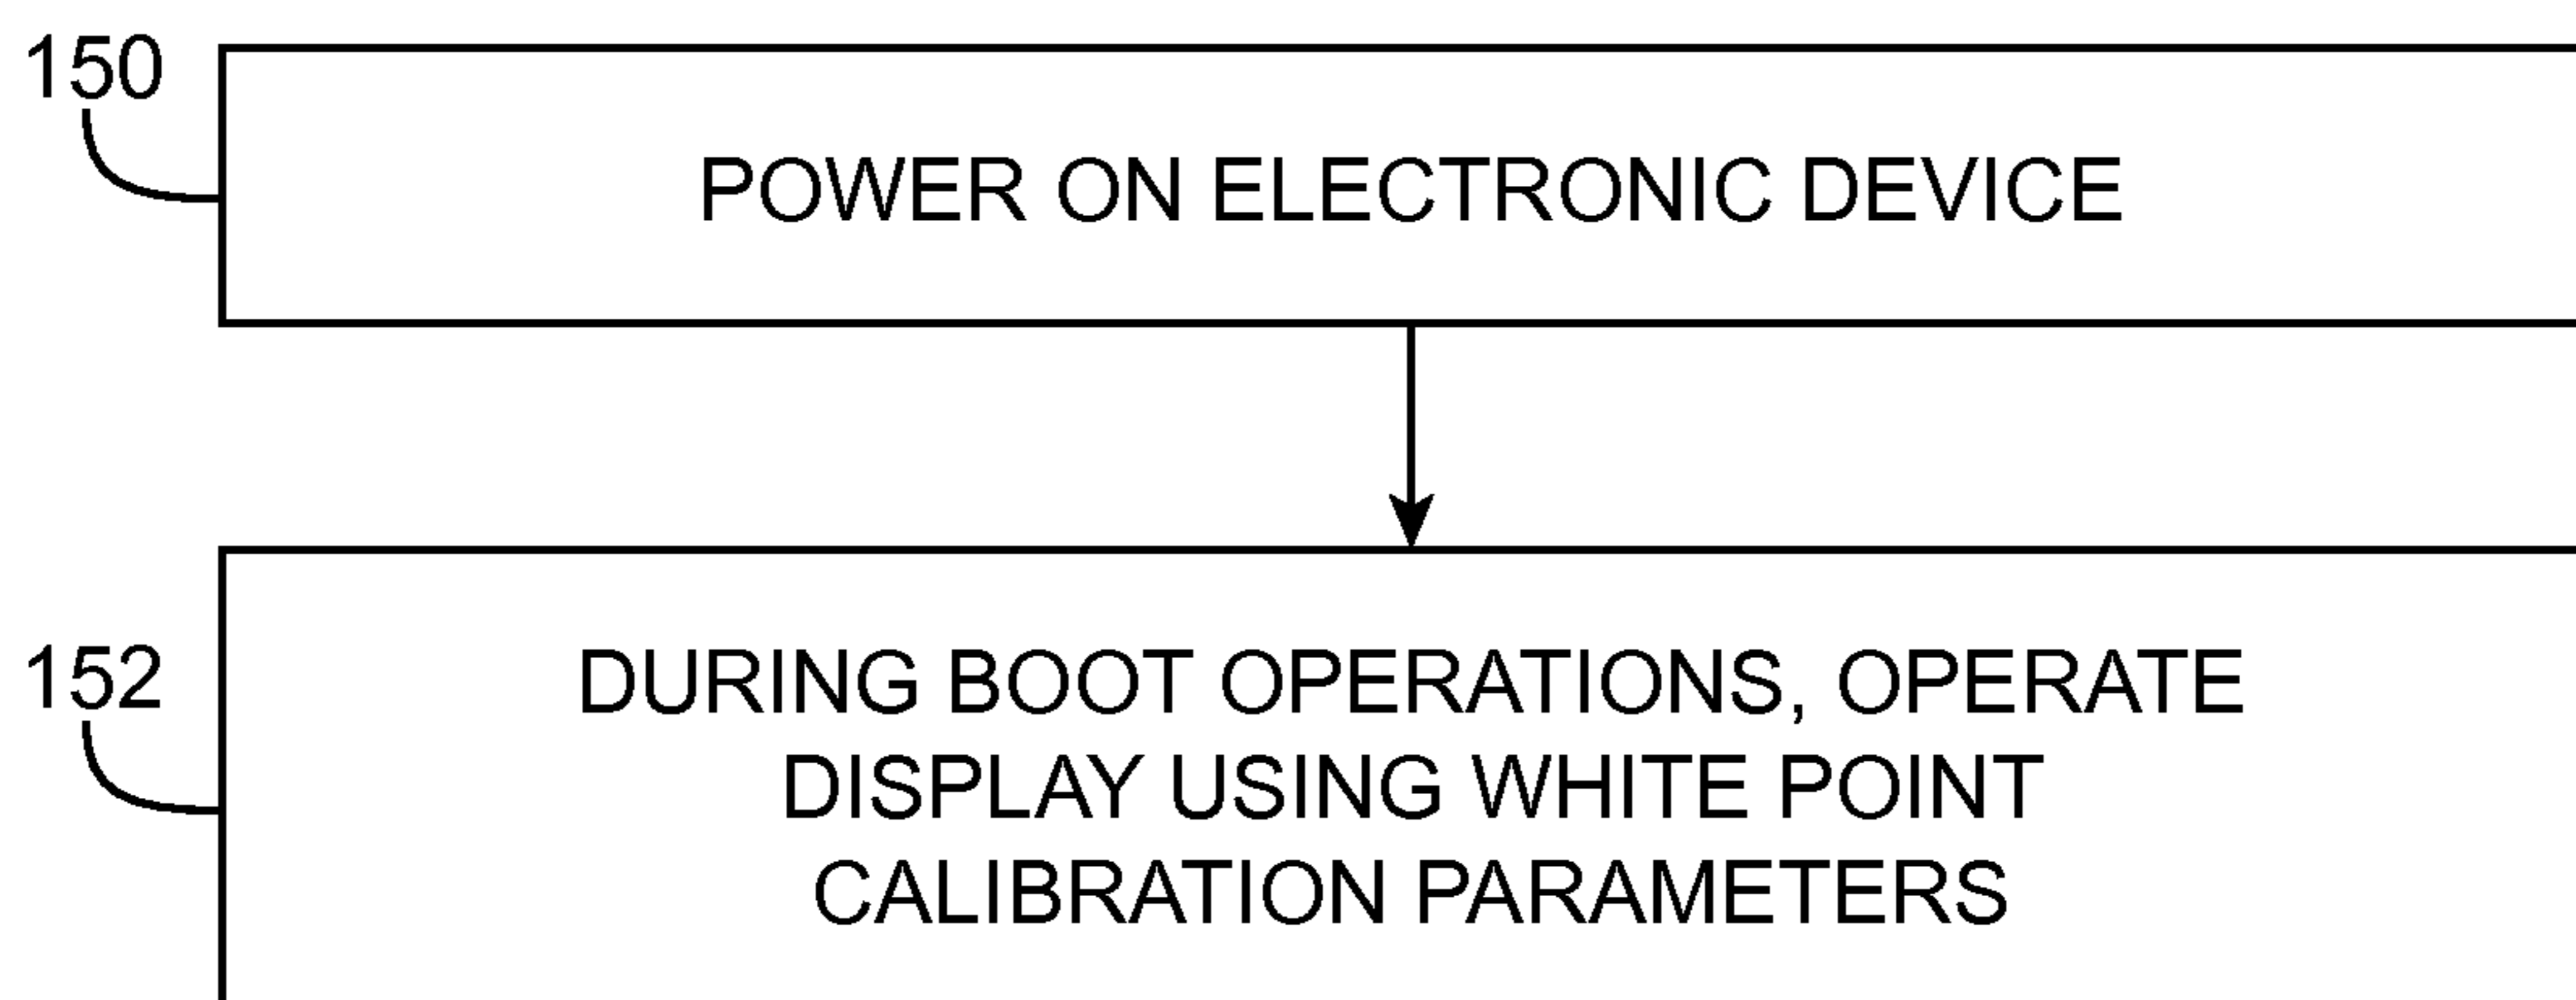 150
POWER ON ELECTRONIC DEVICE
152
DURING BOOT OPERATIONS, OPERATE
DISPLAY USING WHITE POINT
CALIBRATION PARAMETERS